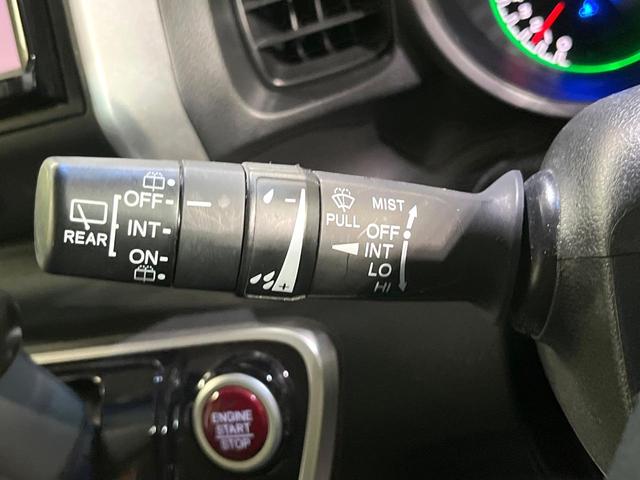 OFF-
REAR
INT-
ON-
PULL
MIST
OFF
INT
LO
HI
ENGINE
START
STOP